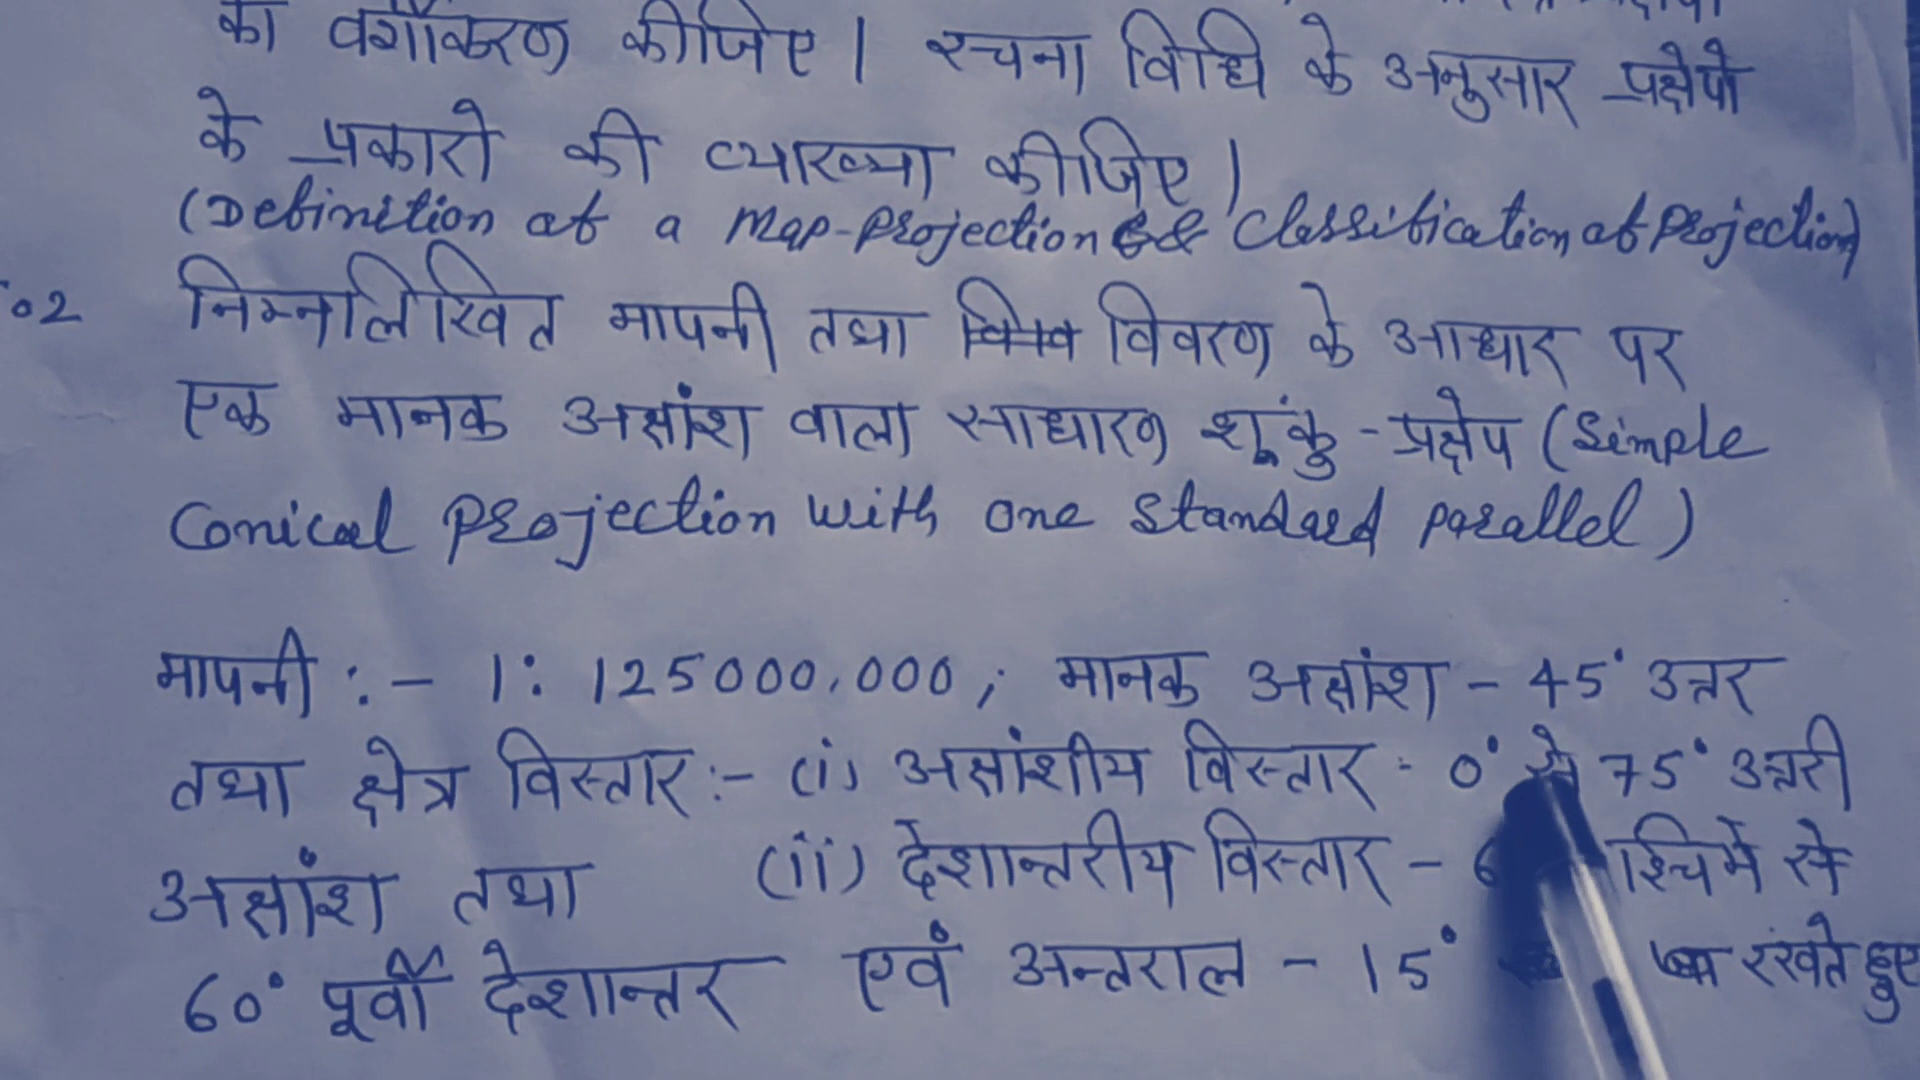 का वर्गीकरण कीजिए। रचना विधि के अनुसार प्रक्षेपो
के प्रकारो की व्याख्या कीजिए।
(Definition of a Map-Projection & Classification of Projection)
०2 निम्नलिखित मापनी तथा विवरण के आधार पर
एक मानक अक्षांश वाला साधारण शंकु-प्रक्षेप (Simple
Conical Projection with one Standard parallel)
मापनी :- 1: 125000,000; मानक अक्षांश - 45° उत्तर
तथा क्षेत्र विस्तार:- (i) अक्षांशीय विस्तार - 0° से 75° उत्तरी
अक्षांश तथा (ii) देशान्तरीय विस्तार - से
60° पूर्वी देशान्तर एवं अन्तराल - 15° रखते हुए